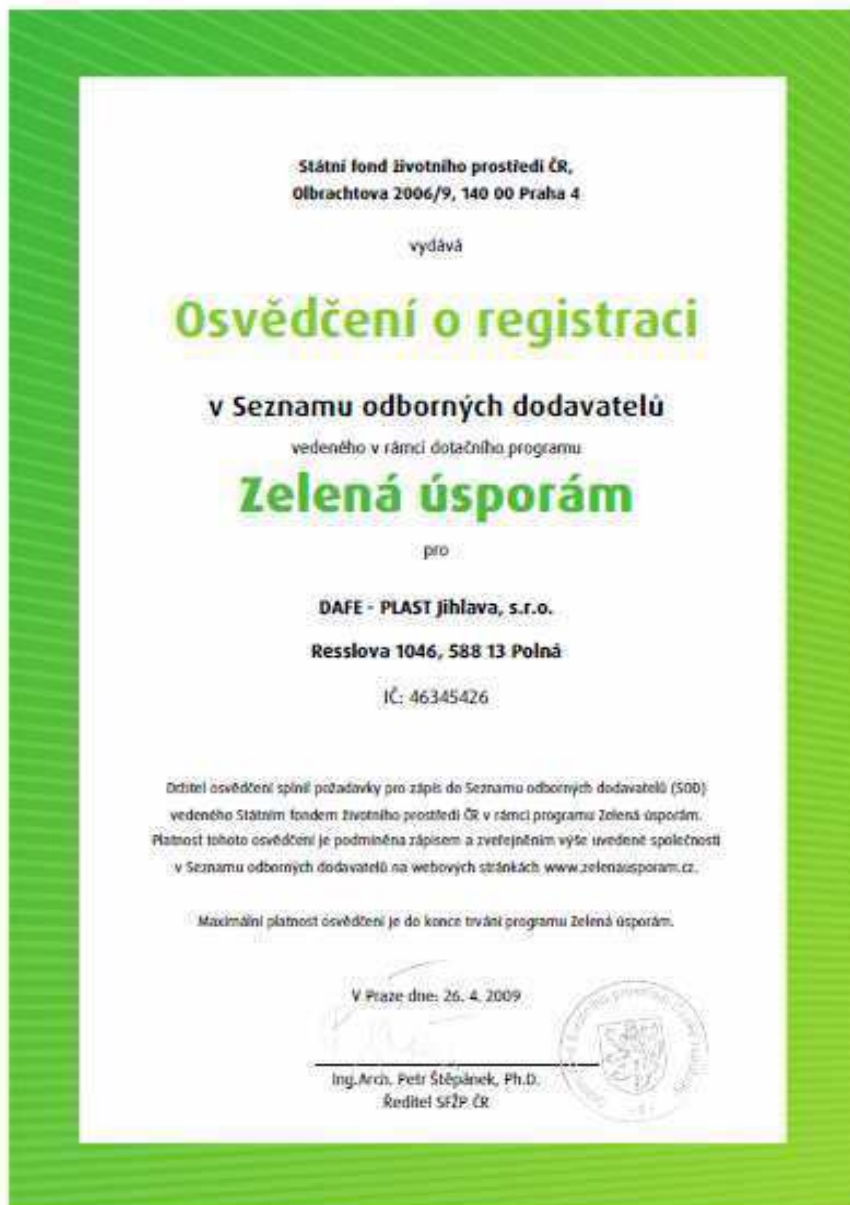 Státní fond životního prostředí ČR,
Olbrachtova 2006/9, 140 00 Praha 4
vydává
Osvědčení o registraci
v Seznamu odborných dodavatelů
vedeného v rámci dotačního programu
Zelená úsporám
pro
DAFE - PLAST Jihlava, s.r.o.
Resslova 1046, 588 13 Polná
IČ: 46345426
Držitel osvědčení splnil požadavky pro zápis do Seznamu odborných dodavatelů (SOD)
vedeného Státním fondem životního prostředí ČR v rámci programu Zelená úsporám.
Platnost tohoto osvědčení je podmíněna zápisem a zveřejněním výše uvedené společnosti
v Seznamu odborných dodavatelů na webových stránkách www.zelenausporam.cz.
Maximální platnost osvědčení je do konce trvání programu Zelená úsporám.
V Praze dne: 26. 4. 2009
Ing.Arch. Petr Štěpánek, Ph.D.
Ředitel SFŽP ČR